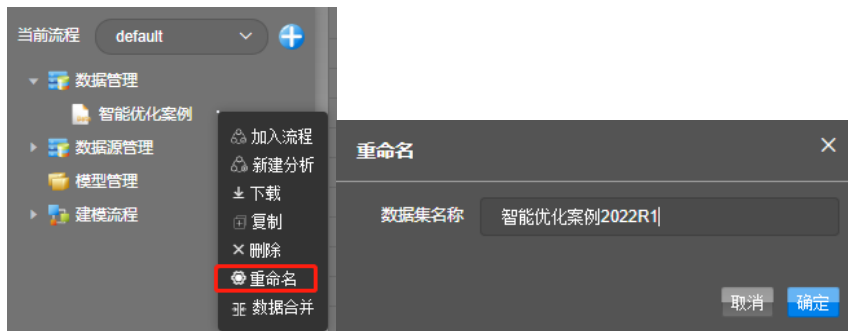 当前流程 default
数据管理
智能优化案例
数据源管理
模型管理
建模流程
加入流程
新建分析
下载
复制
删除
重命名
数据合并
重命名
数据集名称 智能优化案例2022R1
取消 确定